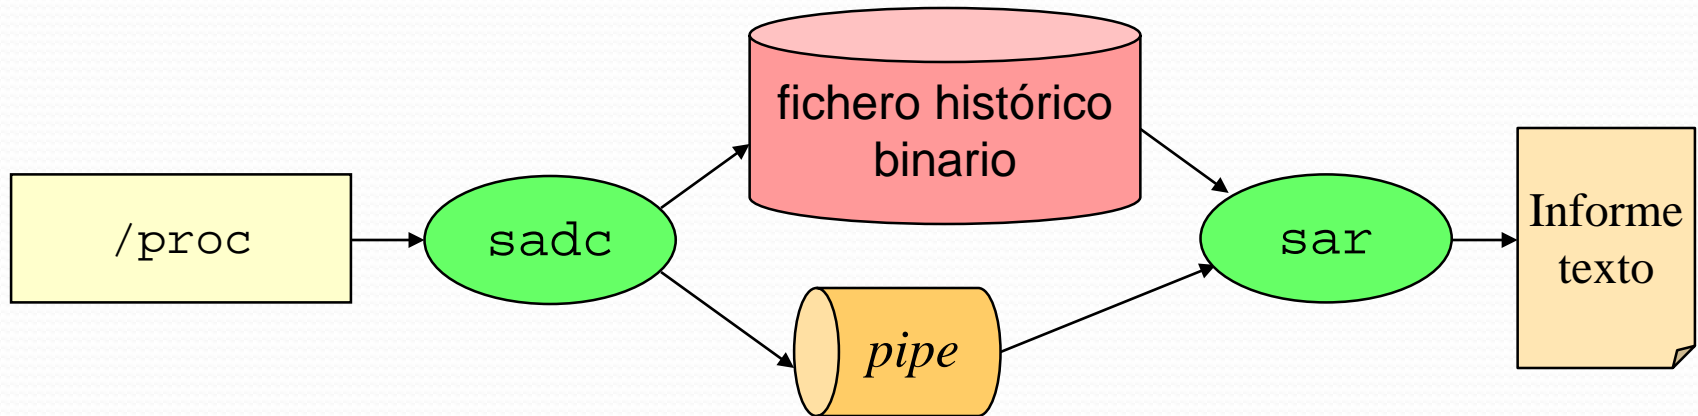 /proc
sadc
fichero histórico
binario
pipe
sar
Informe
texto